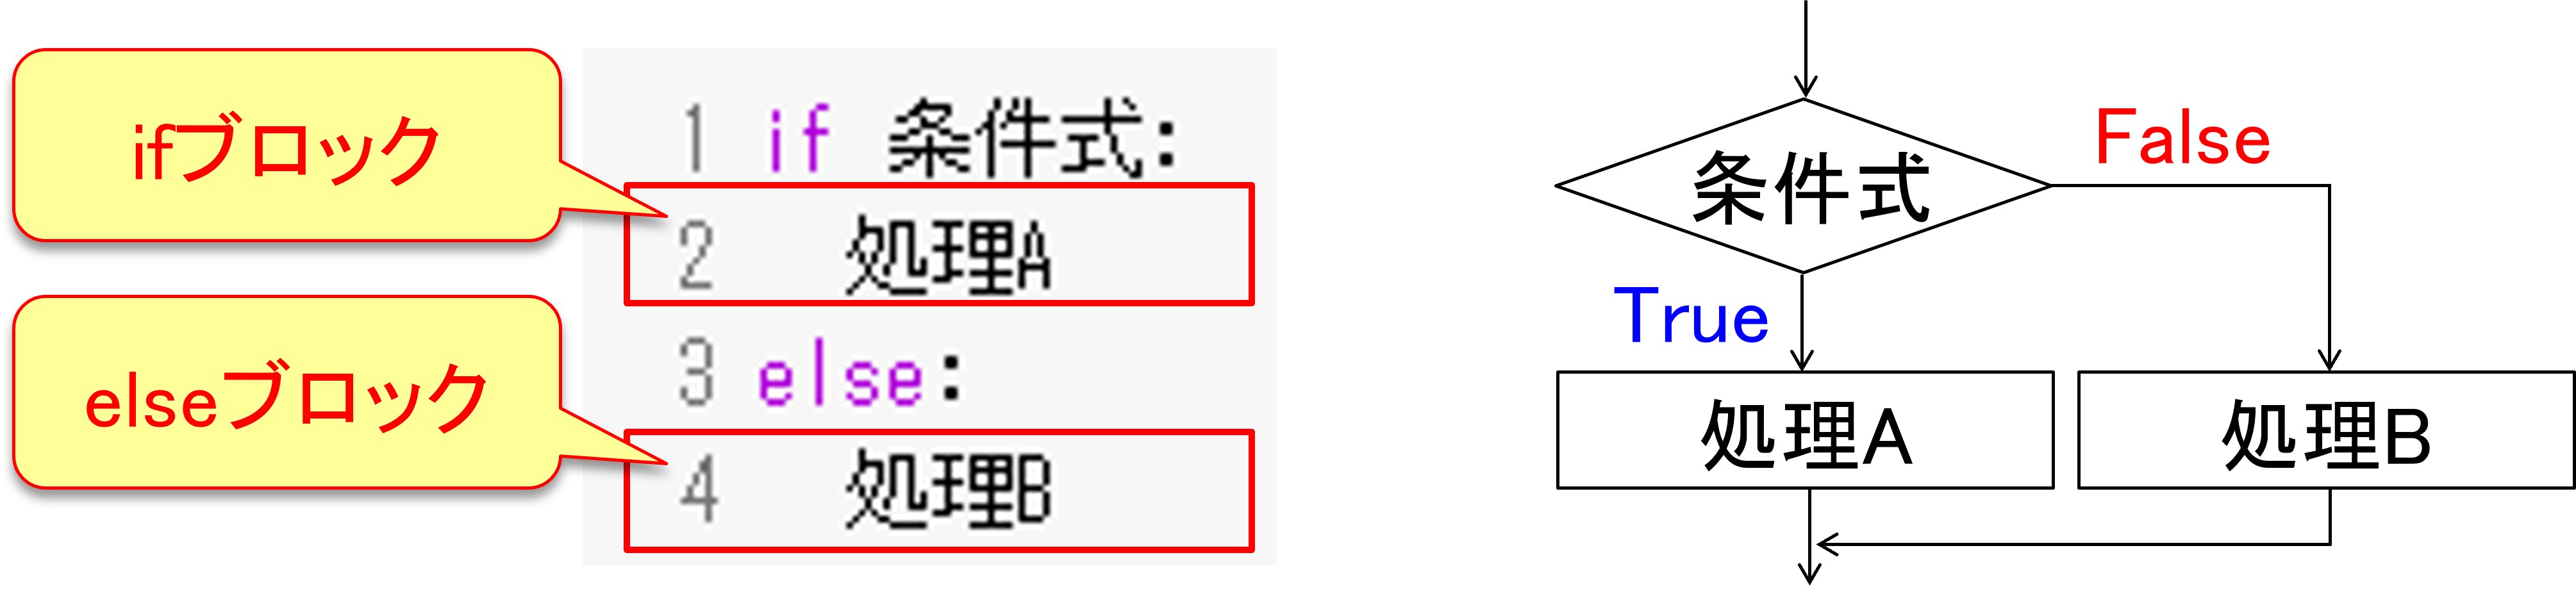 ifブロック
1 if 条件式:
2 処理A
elseブロック
3 else:
4 処理B
条件式
False
True
処理A
処理B